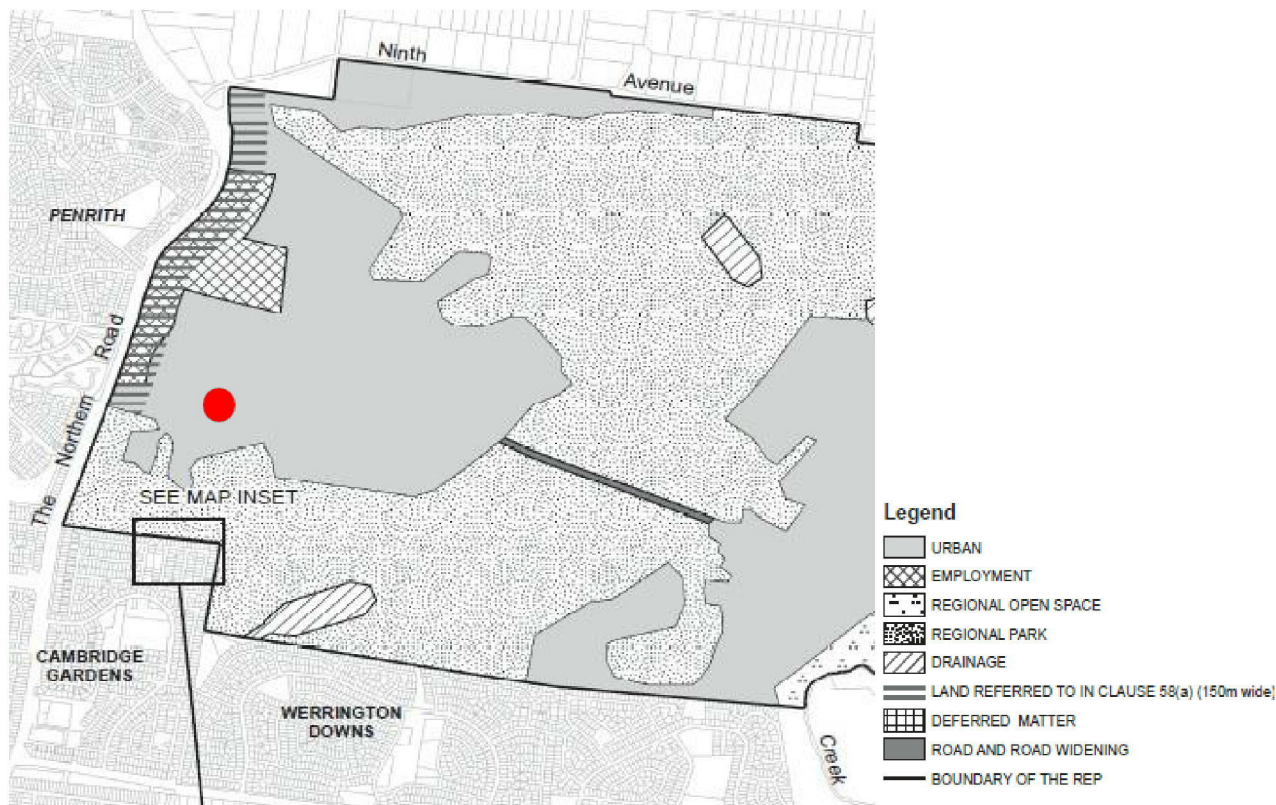 Ninth
Avenue
PENRITH
The Northern Road
SEE MAP INSET
CAMBRIDGE
GARDENS
WERRINGTON
DOWNS
Creek
Legend
URBAN
EMPLOYMENT
REGIONAL OPEN SPACE
REGIONAL PARK
DRAINAGE
LAND REFERRED TO IN CLAUSE 58(a) (150m wide)
DEFERRED MATTER
ROAD AND ROAD WIDENING
BOUNDARY OF THE REP